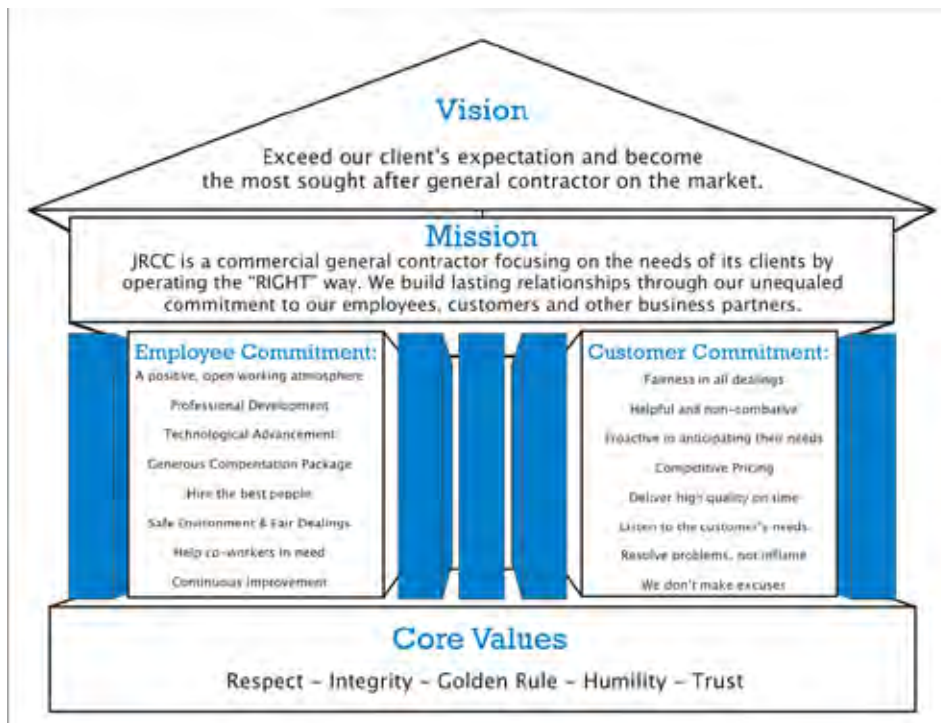 Vision
Exceed our client's expectation and become
the most sought after general contractor on the market.
Mission
JRCC is a commercial general contractor focusing on the needs of its clients by
operating the "RIGHT" way. We build lasting relationships through our unequaled
commitment to our employees, customers and other business partners.
Employee Commitment:
A positive, open working atmosphere
Professional Development
Technological Advancement
Generous Compentation Package
Hire the best people
Safe Environment & Fair Dealings
Help co-workers in need
Continuous improvement
Customer Commitment:
Fairness in all dealings
Helpful and non-combative
Proactive in anticipating their needs
Competitive Pricing
Deliver high quality on time
Listen to the customer's needs
Resolve problems, not inflame
We don't make excuses
Core Values
Respect – Integrity – Golden Rule – Humility – Trust